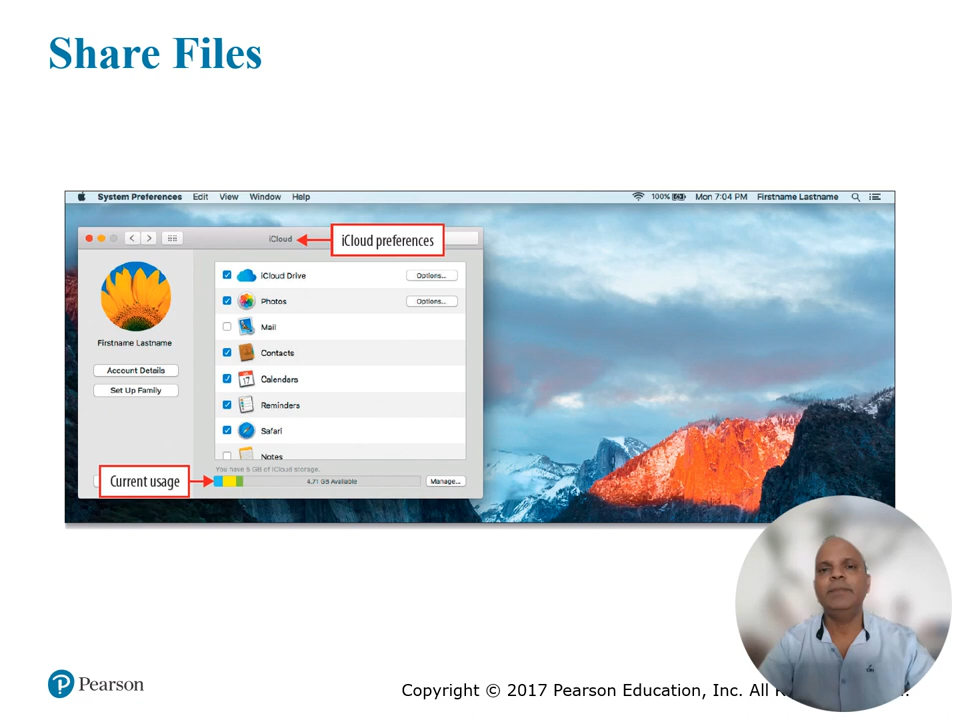 Share Files
System Preferences Edit View Window Help 100% Mon 7:04 PM Firstname Lastname
iCloud
iCloud preferences
iCloud Drive Options...
Photos Options...
Mail
Firstname Lastname
Contacts
Account Details
Calendars
Set Up Family
Reminders
Safari
Notes
You have 5 GB of iCloud storage.
Current usage
4.71 GB Available Manage...
Pearson
Copyright © 2017 Pearson Education, Inc. All